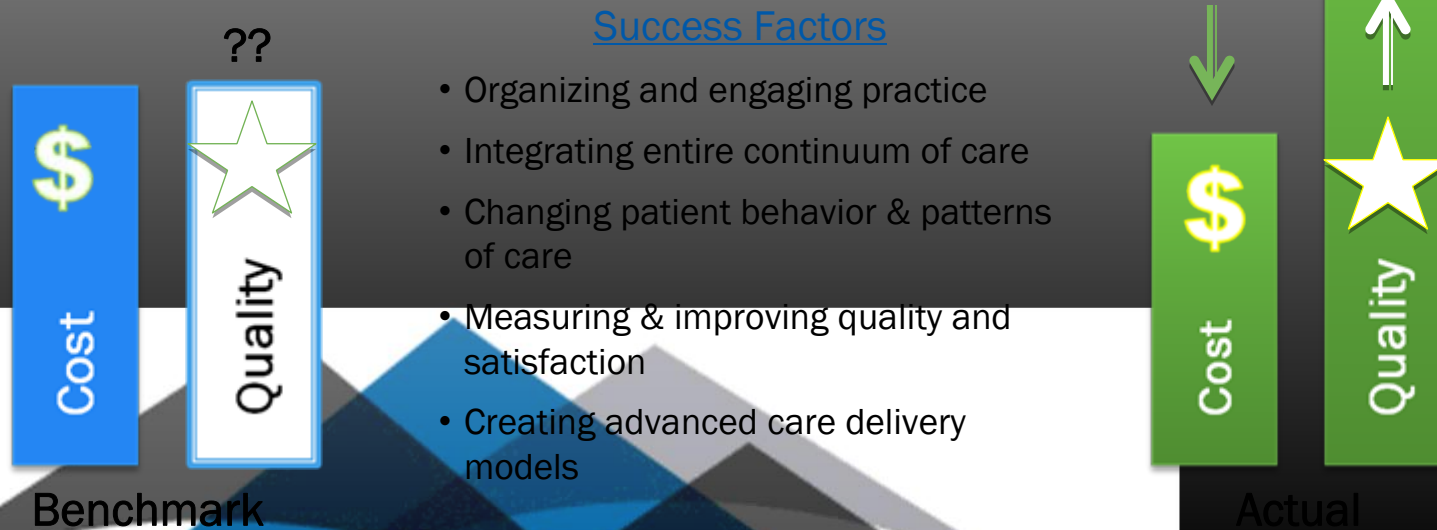 Success Factors
??
$
Cost
Quality
• Organizing and engaging practice
• Integrating entire continuum of care
• Changing patient behavior & patterns
of care
• Measuring & improving quality and
satisfaction
• Creating advanced care delivery
models
$
Cost
Quality
Benchmark
Actual